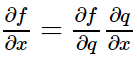 ∂f/∂x = ∂f/∂q ∂q/∂x